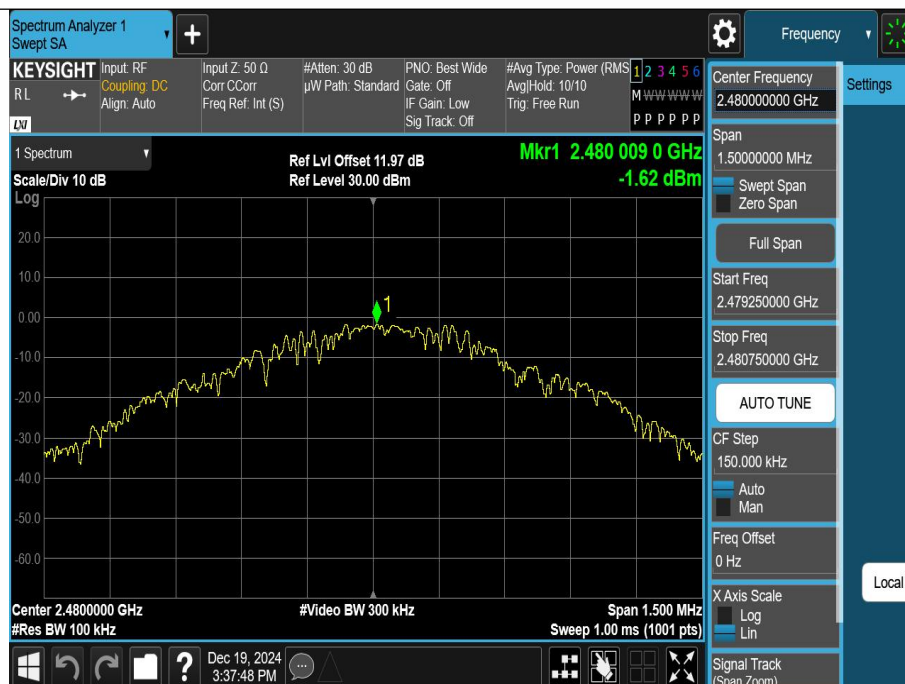 Spectrum Analyzer 1
Swept SA
Frequency
KEYSIGHT
RL
LXI
Input: RF
Coupling: DC
Align: Auto
Input Z: 50 Ω
Corr CCorr
Freq Ref: Int (S)
#Atten: 30 dB
µW Path: Standard
PNO: Best Wide
Gate: Off
IF Gain: Low
Sig Track: Off
#Avg Type: Power (RMS
Avg|Hold: 10/10
Trig: Free Run
1 2 3 4 5 6
M W W W W W
P P P P P P
1 Spectrum
Scale/Div 10 dB
Log
Ref Lvl Offset 11.97 dB
Ref Level 30.00 dBm
Mkr1 2.480 009 0 GHz
-1.62 dBm
20.0
10.0
0.00
-10.0
-20.0
-30.0
-40.0
-50.0
-60.0
1
Center 2.4800000 GHz
#Res BW 100 kHz
#Video BW 300 kHz
Span 1.500 MHz
Sweep 1.00 ms (1001 pts)
?
Dec 19, 2024
3:37:48 PM
Center Frequency
2.480000000 GHz
Span
1.50000000 MHz
Swept Span
Zero Span
Full Span
Start Freq
2.479250000 GHz
Stop Freq
2.480750000 GHz
AUTO TUNE
CF Step
150.000 kHz
Auto
Man
Freq Offset
0 Hz
X Axis Scale
Log
Lin
Signal Track
(Span Zoom)
Settings
Local